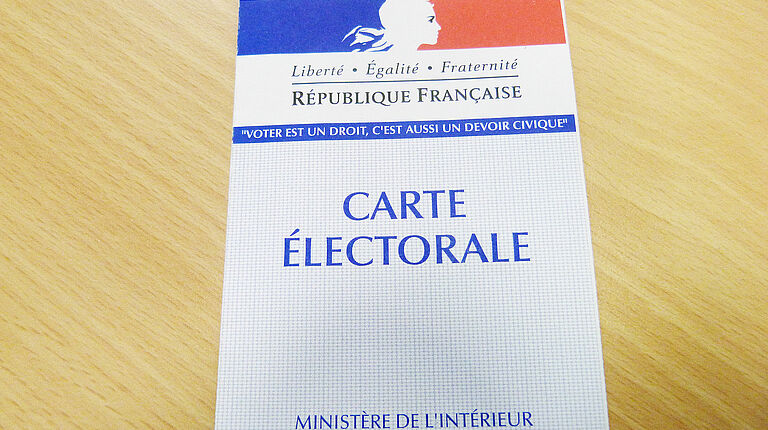 Liberté • Égalité • Fraternité
RÉPUBLIQUE FRANÇAISE
"VOTER EST UN DROIT, C'EST AUSSI UN DEVOIR CIVIQUE"
CARTE
ÉLECTORALE
MINISTÈRE DE L'INTÉRIEUR